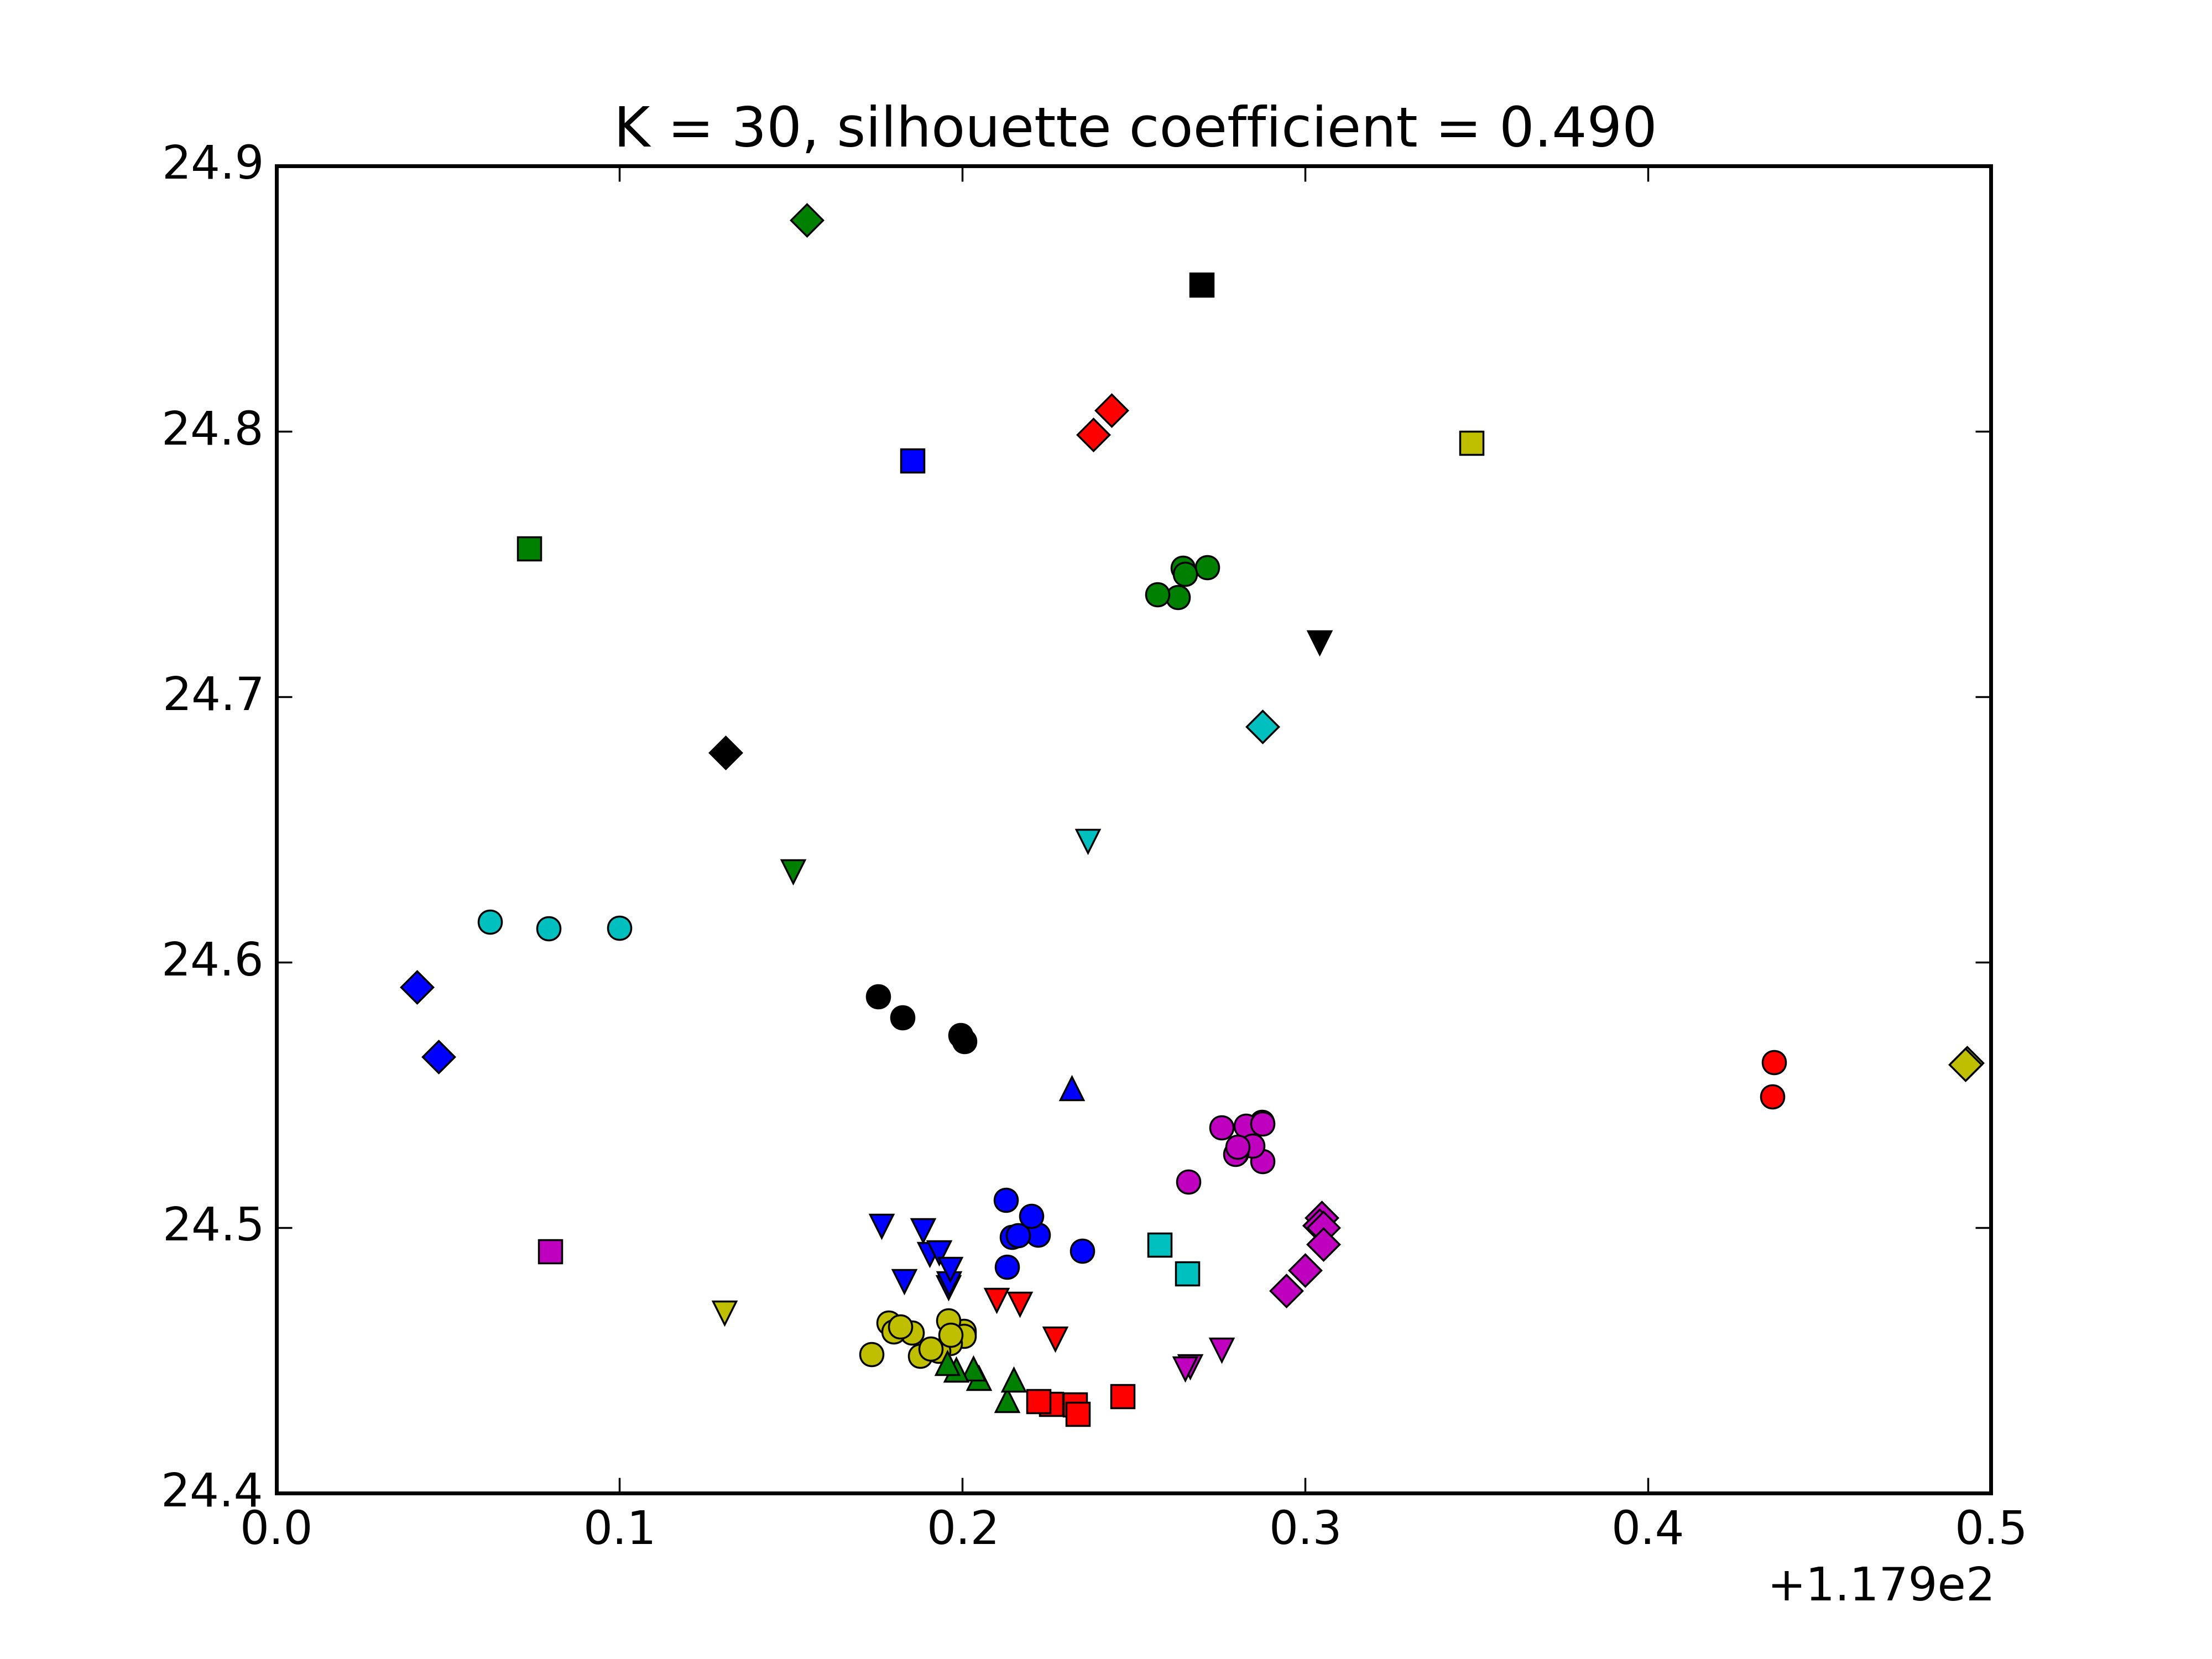 K = 30, silhouette coefficient = 0.490
24.9
24.8
24.7
24.6
24.5
24.4
0.0 0.1 0.2 0.3 0.4 0.5
+1.179e2